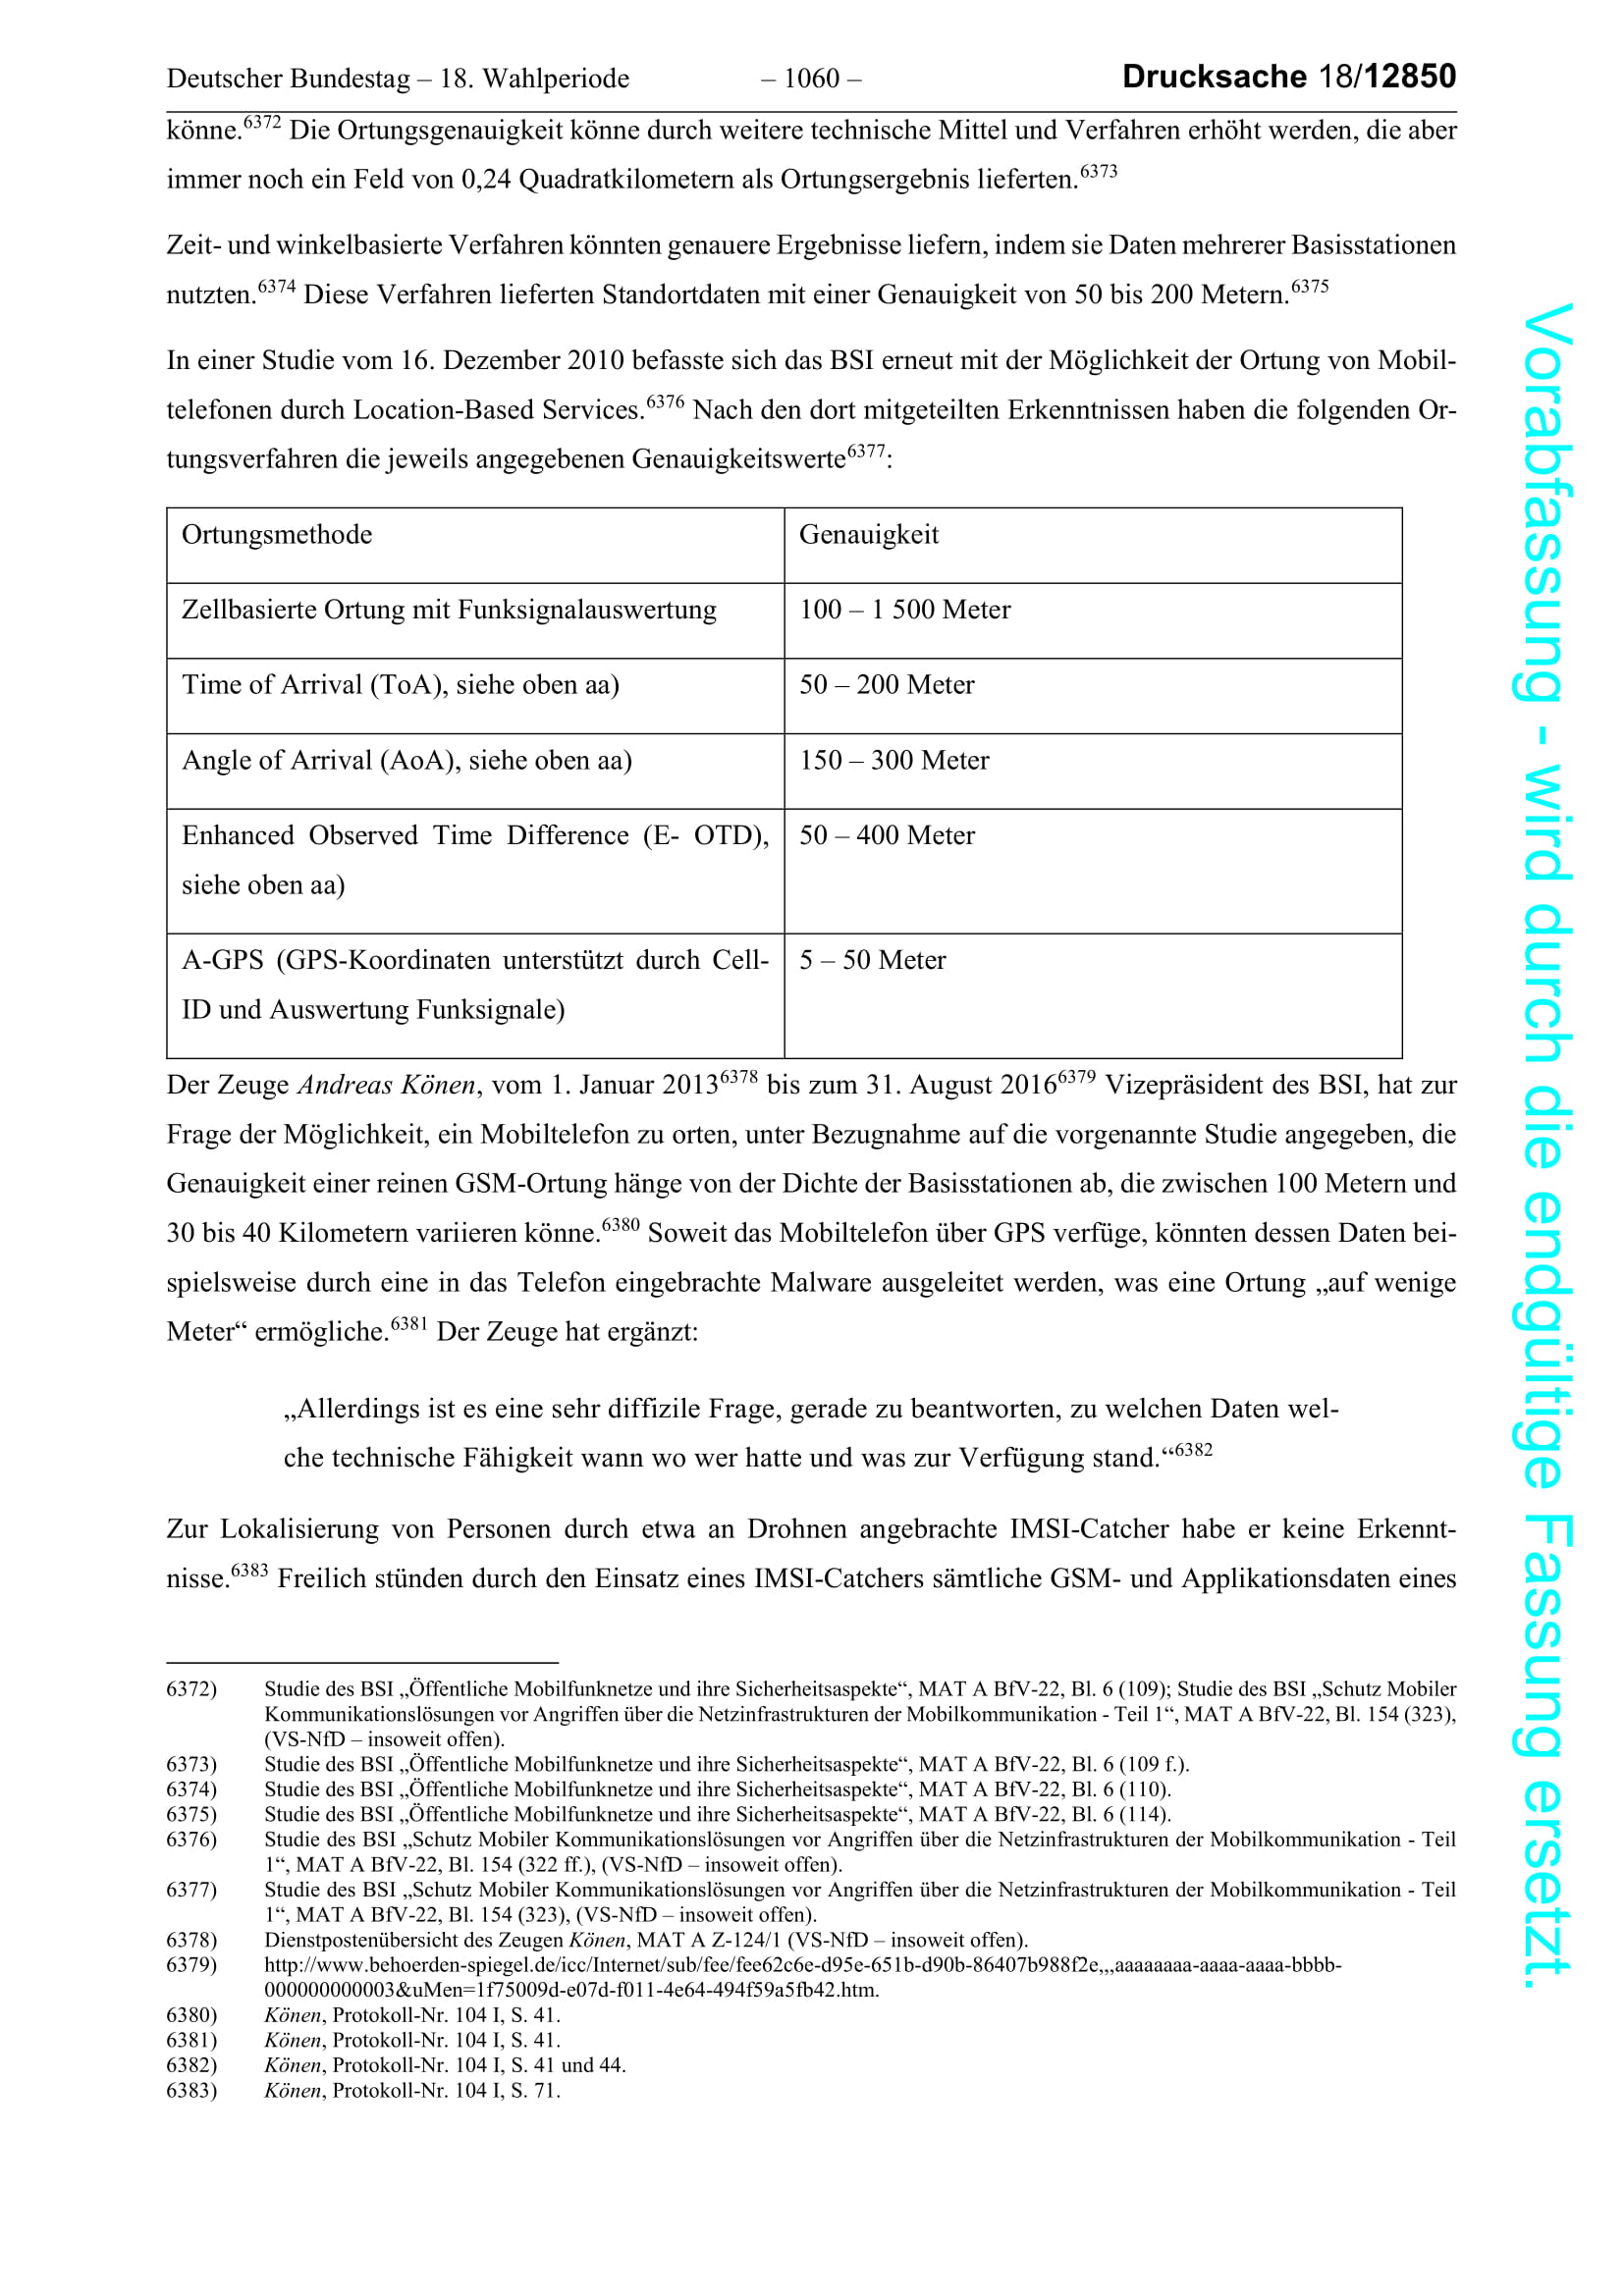 Deutscher Bundestag – 18. Wahlperiode – 1060 – Drucksache 18/12850
könne.6372 Die Ortungsgenauigkeit könne durch weitere technische Mittel und Verfahren erhöht werden, die aber
immer noch ein Feld von 0,24 Quadratkilometern als Ortungsergebnis lieferten.6373
Zeit- und winkelbasierte Verfahren könnten genauere Ergebnisse liefern, indem sie Daten mehrerer Basisstationen
nutzten.6374 Diese Verfahren lieferten Standortdaten mit einer Genauigkeit von 50 bis 200 Metern.6375
In einer Studie vom 16. Dezember 2010 befasste sich das BSI erneut mit der Möglichkeit der Ortung von Mobil-
telefonen durch Location-Based Services.6376 Nach den dort mitgeteilten Erkenntnissen haben die folgenden Or-
tungsverfahren die jeweils angegebenen Genauigkeitswerte6377:
Ortungsmethode Genauigkeit
Zellbasierte Ortung mit Funksignalauswertung 100 – 1 500 Meter
Time of Arrival (ToA), siehe oben aa) 50 – 200 Meter
Angle of Arrival (AoA), siehe oben aa) 150 – 300 Meter
Enhanced Observed Time Difference (E- OTD), 50 – 400 Meter
siehe oben aa)
A-GPS (GPS-Koordinaten unterstützt durch Cell- 5 – 50 Meter
ID und Auswertung Funksignale)
Der Zeuge Andreas Könen, vom 1. Januar 20136378 bis zum 31. August 20166379 Vizepräsident des BSI, hat zur
Frage der Möglichkeit, ein Mobiltelefon zu orten, unter Bezugnahme auf die vorgenannte Studie angegeben, die
Genauigkeit einer reinen GSM-Ortung hänge von der Dichte der Basisstationen ab, die zwischen 100 Metern und
30 bis 40 Kilometern variieren könne.6380 Soweit das Mobiltelefon über GPS verfüge, könnten dessen Daten bei-
spielsweise durch eine in das Telefon eingebrachte Malware ausgeleitet werden, was eine Ortung „auf wenige
Meter“ ermögliche.6381 Der Zeuge hat ergänzt:
„Allerdings ist es eine sehr diffizile Frage, gerade zu beantworten, zu welchen Daten wel-
che technische Fähigkeit wann wo wer hatte und was zur Verfügung stand.“6382
Zur Lokalisierung von Personen durch etwa an Drohnen angebrachte IMSI-Catcher habe er keine Erkennt-
nisse.6383 Freilich stünden durch den Einsatz eines IMSI-Catchers sämtliche GSM- und Applikationsdaten eines
6372) Studie des BSI „Öffentliche Mobilfunknetze und ihre Sicherheitsaspekte“, MAT A BfV-22, Bl. 6 (109); Studie des BSI „Schutz Mobiler
Kommunikationslösungen vor Angriffen über die Netzinfrastrukturen der Mobilkommunikation - Teil 1“, MAT A BfV-22, Bl. 154 (323),
(VS-NfD – insoweit offen).
6373) Studie des BSI „Öffentliche Mobilfunknetze und ihre Sicherheitsaspekte“, MAT A BfV-22, Bl. 6 (109 f.).
6374) Studie des BSI „Öffentliche Mobilfunknetze und ihre Sicherheitsaspekte“, MAT A BfV-22, Bl. 6 (110).
6375) Studie des BSI „Öffentliche Mobilfunknetze und ihre Sicherheitsaspekte“, MAT A BfV-22, Bl. 6 (114).
6376) Studie des BSI „Schutz Mobiler Kommunikationslösungen vor Angriffen über die Netzinfrastrukturen der Mobilkommunikation - Teil
1“, MAT A BfV-22, Bl. 154 (322 ff.), (VS-NfD – insoweit offen).
6377) Studie des BSI „Schutz Mobiler Kommunikationslösungen vor Angriffen über die Netzinfrastrukturen der Mobilkommunikation - Teil
1“, MAT A BfV-22, Bl. 154 (323), (VS-NfD – insoweit offen).
6378) Dienstpostenübersicht des Zeugen Könen, MAT A Z-124/1 (VS-NfD – insoweit offen).
6379) http://www.behoerden-spiegel.de/icc/Internet/sub/fee/fee62c6e-d95e-651b-d90b-86407b988f2e,,,aaaaaaaa-aaaa-aaaa-bbbb-
000000000003&uMen=1f75009d-e07d-f011-4e64-494f59a5fb42.htm.
6380) Könen, Protokoll-Nr. 104 I, S. 41.
6381) Könen, Protokoll-Nr. 104 I, S. 41.
6382) Könen, Protokoll-Nr. 104 I, S. 41 und 44.
6383) Könen, Protokoll-Nr. 104 I, S. 71.
Vorabfassung - wird durch die endgültige Fassung ersetzt.